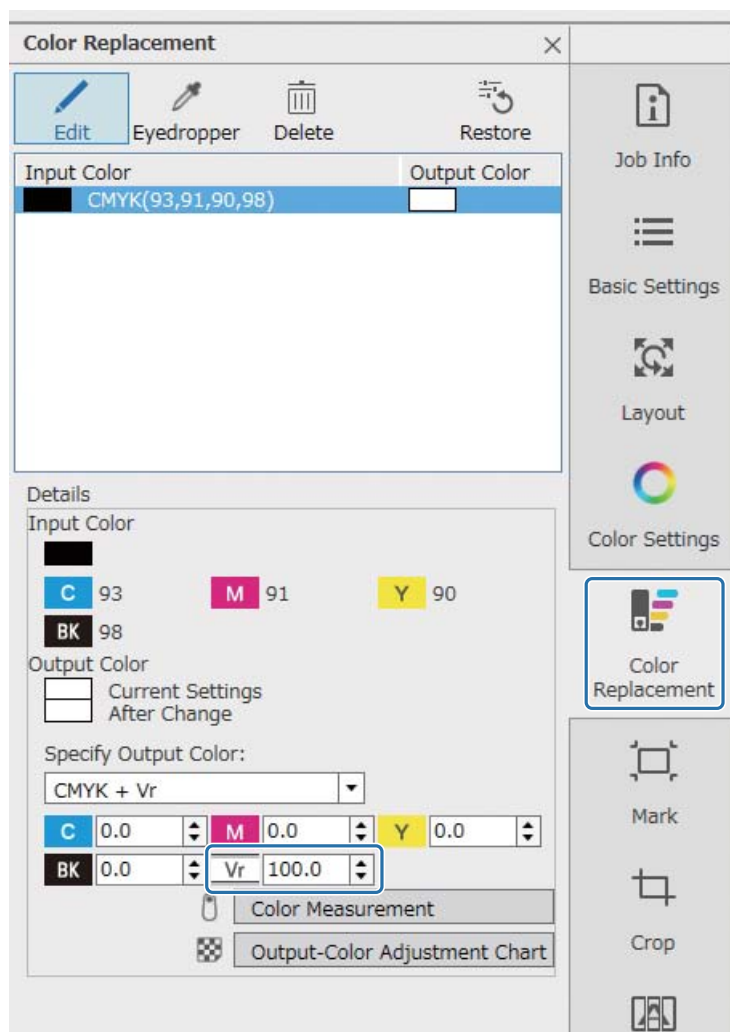 Color Replacement
Edit Eyedropper Delete Restore
Input Color Output Color
CMYK(93,91,90,98)
Details
Input Color
C 93 M 91 Y 90
BK 98
Output Color
Current Settings
After Change
Specify Output Color:
CMYK + Vr
C 0.0 M 0.0 Y 0.0
BK 0.0 Vr 100.0
Color Measurement
Output-Color Adjustment Chart
Job Info
Basic Settings
Layout
Color Settings
Color
Replacement
Mark
Crop